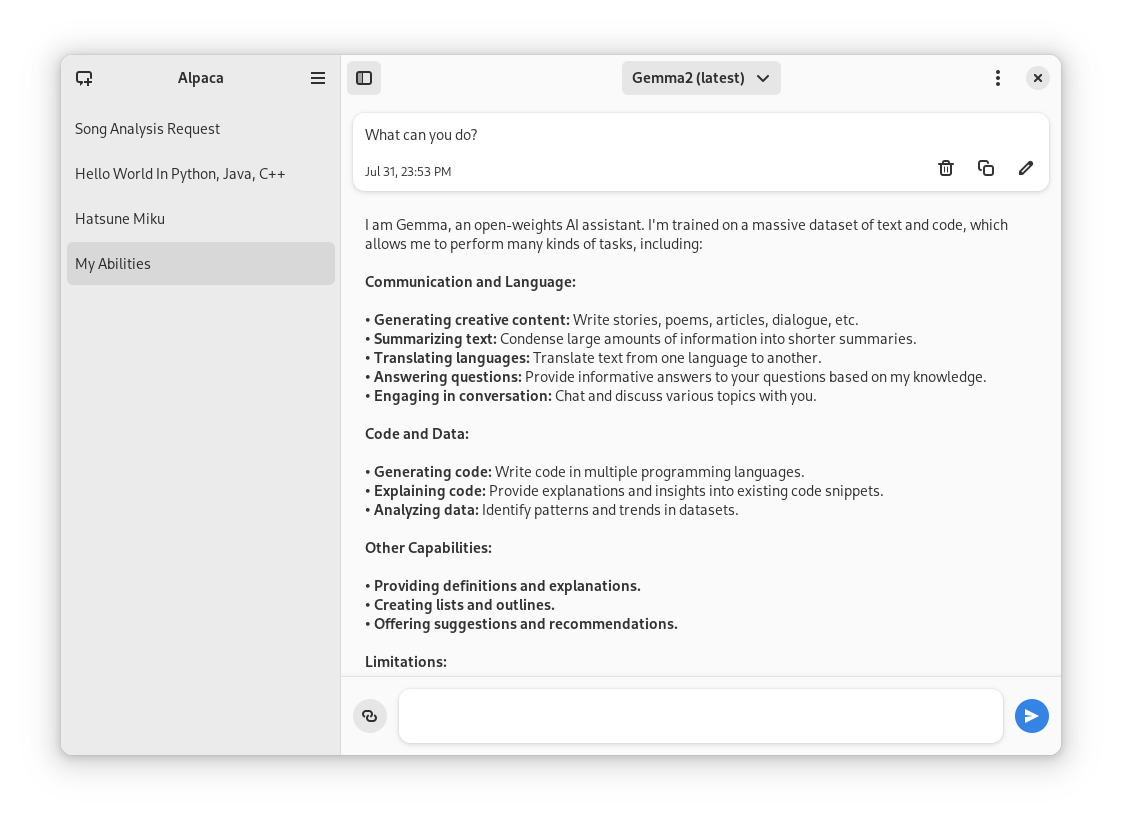 Alpaca
Song Analysis Request
Hello World In Python, Java, C++
Hatsune Miku
My Abilities
Gemma2 (latest)
What can you do?
Jul 31, 23:53 PM
I am Gemma, an open-weights AI assistant. I'm trained on a massive dataset of text and code, which
allows me to perform many kinds of tasks, including:
Communication and Language:
• Generating creative content: Write stories, poems, articles, dialogue, etc.
• Summarizing text: Condense large amounts of information into shorter summaries.
• Translating languages: Translate text from one language to another.
• Answering questions: Provide informative answers to your questions based on my knowledge.
• Engaging in conversation: Chat and discuss various topics with you.
Code and Data:
• Generating code: Write code in multiple programming languages.
• Explaining code: Provide explanations and insights into existing code snippets.
• Analyzing data: Identify patterns and trends in datasets.
Other Capabilities:
• Providing definitions and explanations.
• Creating lists and outlines.
• Offering suggestions and recommendations.
Limitations: